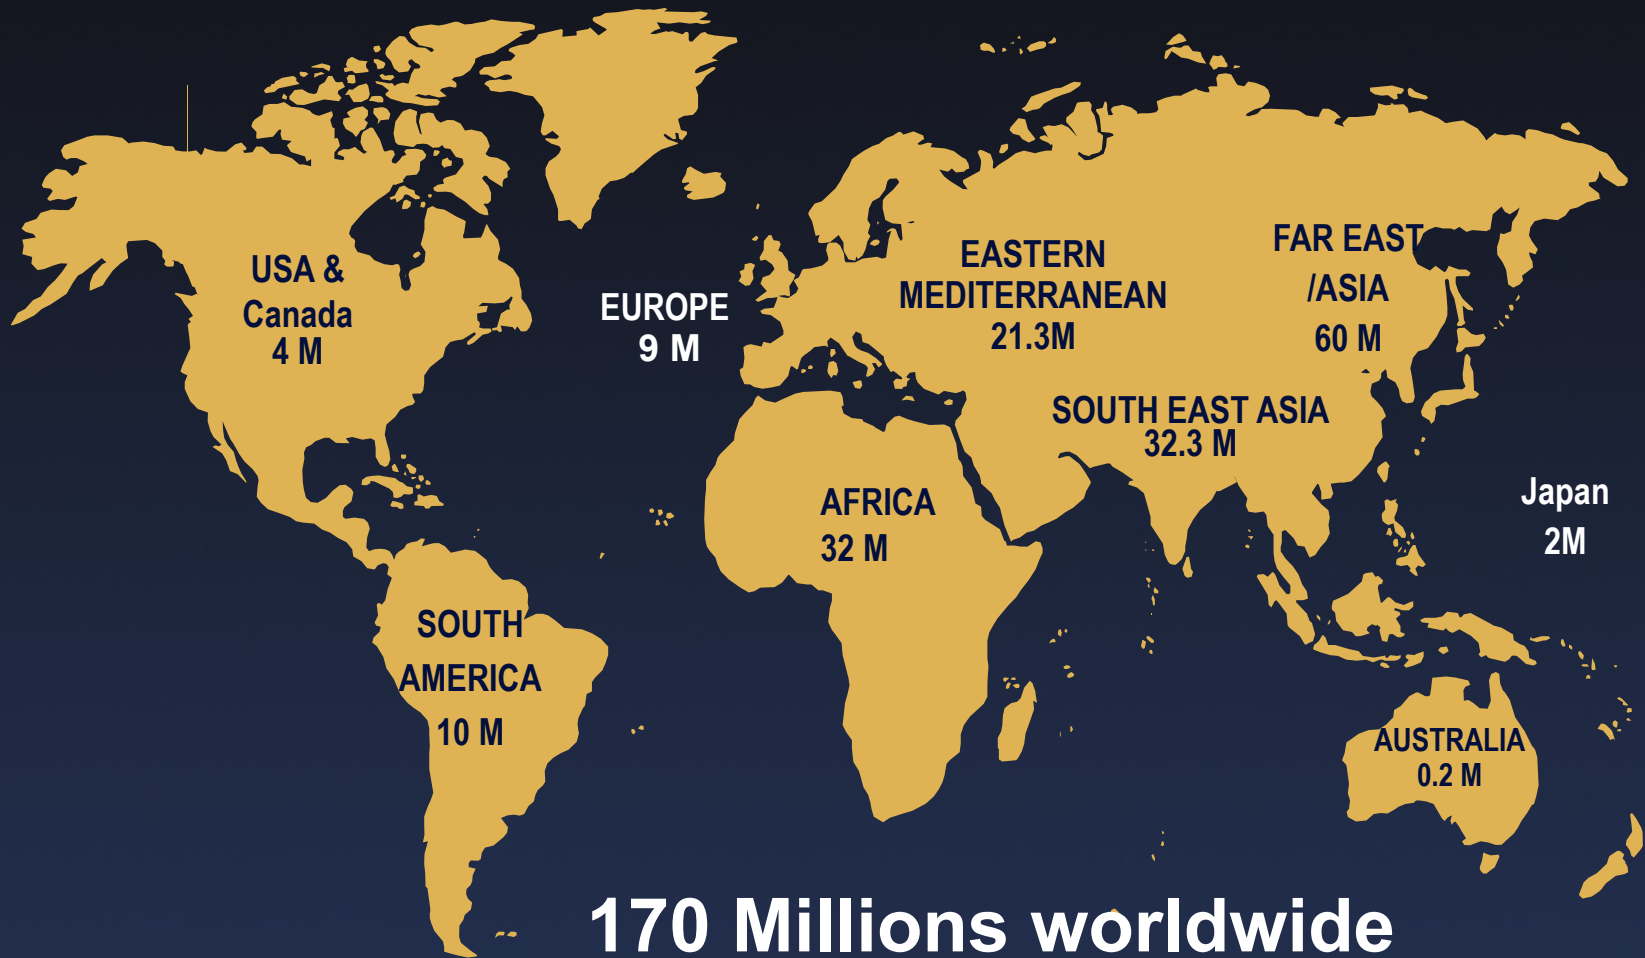 USA &
Canada
4 M
EUROPE
9 M
EASTERN
MEDITERRANEAN
21.3M
FAR EAST
/ASIA
60 M
SOUTH EAST ASIA
32.3 M
AFRICA
32 M
Japan
2M
SOUTH
AMERICA
10 M
AUSTRALIA
0.2 M
170 Millions worldwide